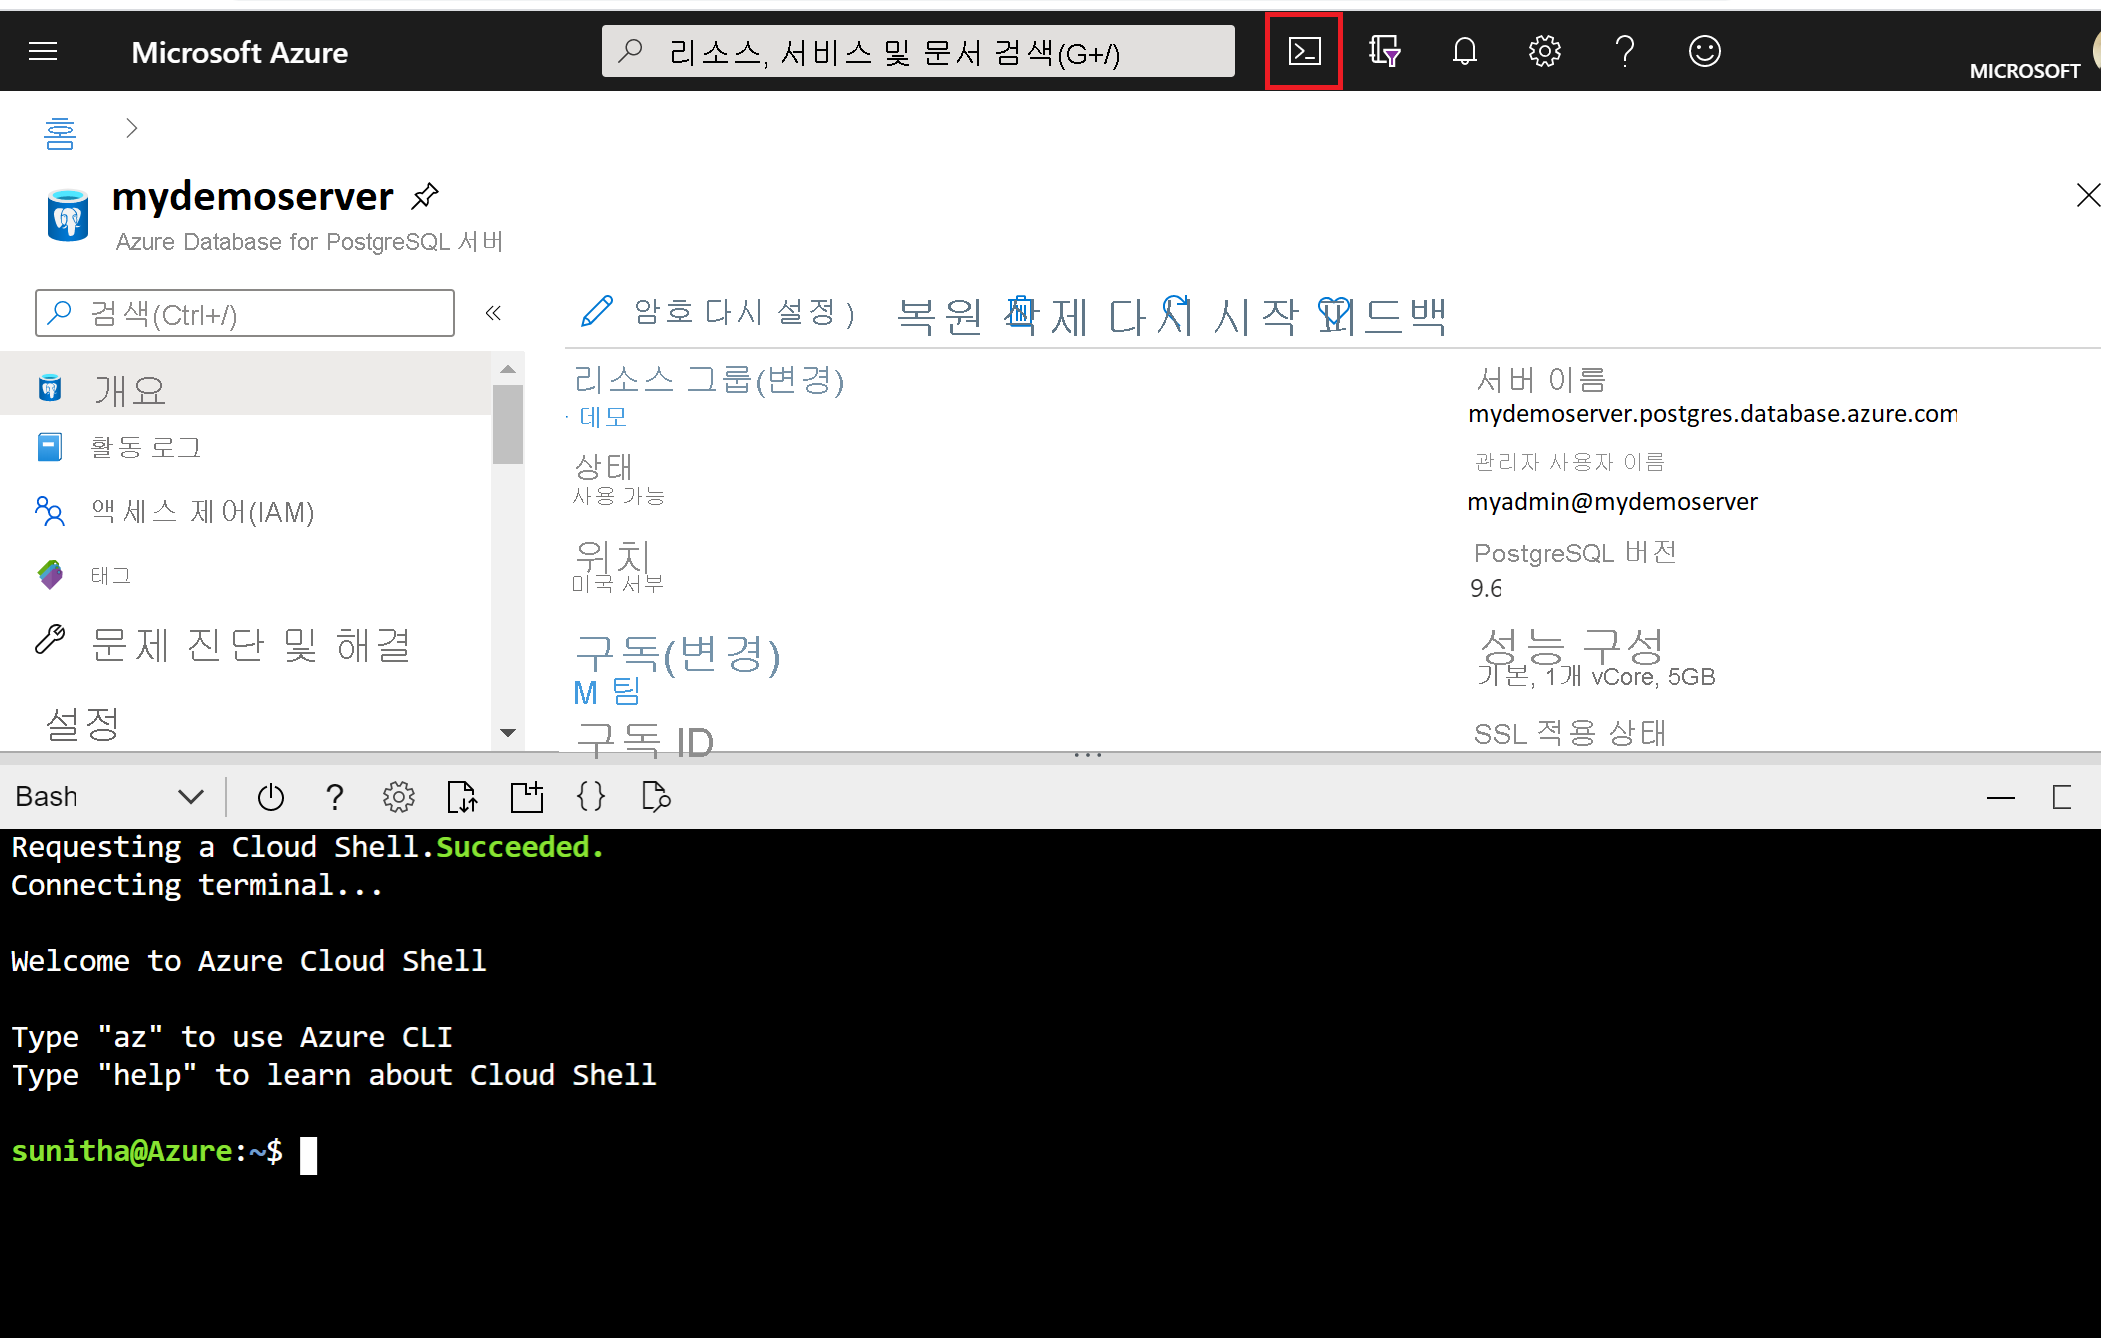 Microsoft Azure
리소스, 서비스 및 문서 검색(G+/)
MICROSOFT
홈
mydemoserver
Azure Database for PostgreSQL 서버
검색(Ctrl+/)
암호 다시 설정 ) 복원 삭제 다시 시작 피드백
개요
활동 로그
액세스 제어(IAM)
태그
문제 진단 및 해결
설정
리소스 그룹(변경)
데모
상태
사용 가능
위치
미국 서부
구독(변경)
M 팀
구독 ID
서버 이름
mydemoserver.postgres.database.azure.com
관리자 사용자 이름
myadmin@mydemoserver
PostgreSQL 버전
9.6
성능 구성
기본, 1개 vCore, 5GB
SSL 적용 상태
Bash
Requesting a Cloud Shell.Succeeded.
Connecting terminal...
Welcome to Azure Cloud Shell
Type "az" to use Azure CLI
Type "help" to learn about Cloud Shell
sunitha@Azure:~$